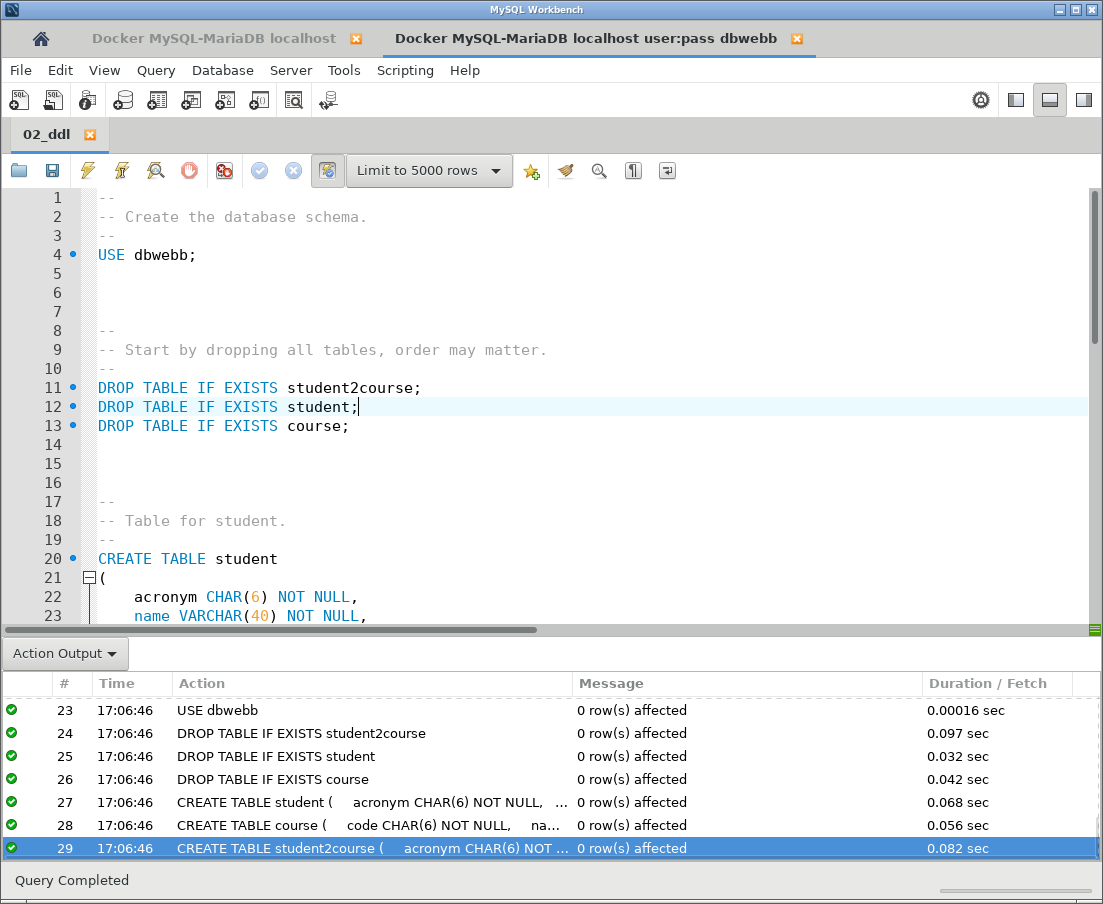 MySQL Workbench
Docker MySQL-MariaDB localhost Docker MySQL-MariaDB localhost user:pass dbwebb
File Edit View Query Database Server Tools Scripting Help
02_ddl
Limit to 5000 rows
1 --
2 -- Create the database schema.
3 --
4 USE dbwebb;
5
6
7
8 --
9 -- Start by dropping all tables, order may matter.
10 --
11 DROP TABLE IF EXISTS student2course;
12 DROP TABLE IF EXISTS student;
13 DROP TABLE IF EXISTS course;
14
15
16
17 --
18 -- Table for student.
19 --
20 CREATE TABLE student
21 (
22 acronym CHAR(6) NOT NULL,
23 name VARCHAR(40) NOT NULL,
Action Output
# Time Action Message Duration / Fetch
23 17:06:46 USE dbwebb 0 row(s) affected 0.00016 sec
24 17:06:46 DROP TABLE IF EXISTS student2course 0 row(s) affected 0.097 sec
25 17:06:46 DROP TABLE IF EXISTS student 0 row(s) affected 0.032 sec
26 17:06:46 DROP TABLE IF EXISTS course 0 row(s) affected 0.042 sec
27 17:06:46 CREATE TABLE student ( acronym CHAR(6) NOT NULL, ... 0 row(s) affected 0.068 sec
28 17:06:46 CREATE TABLE course ( code CHAR(6) NOT NULL, na... 0 row(s) affected 0.056 sec
29 17:06:46 CREATE TABLE student2course ( acronym CHAR(6) NOT ... 0 row(s) affected 0.082 sec
Query Completed